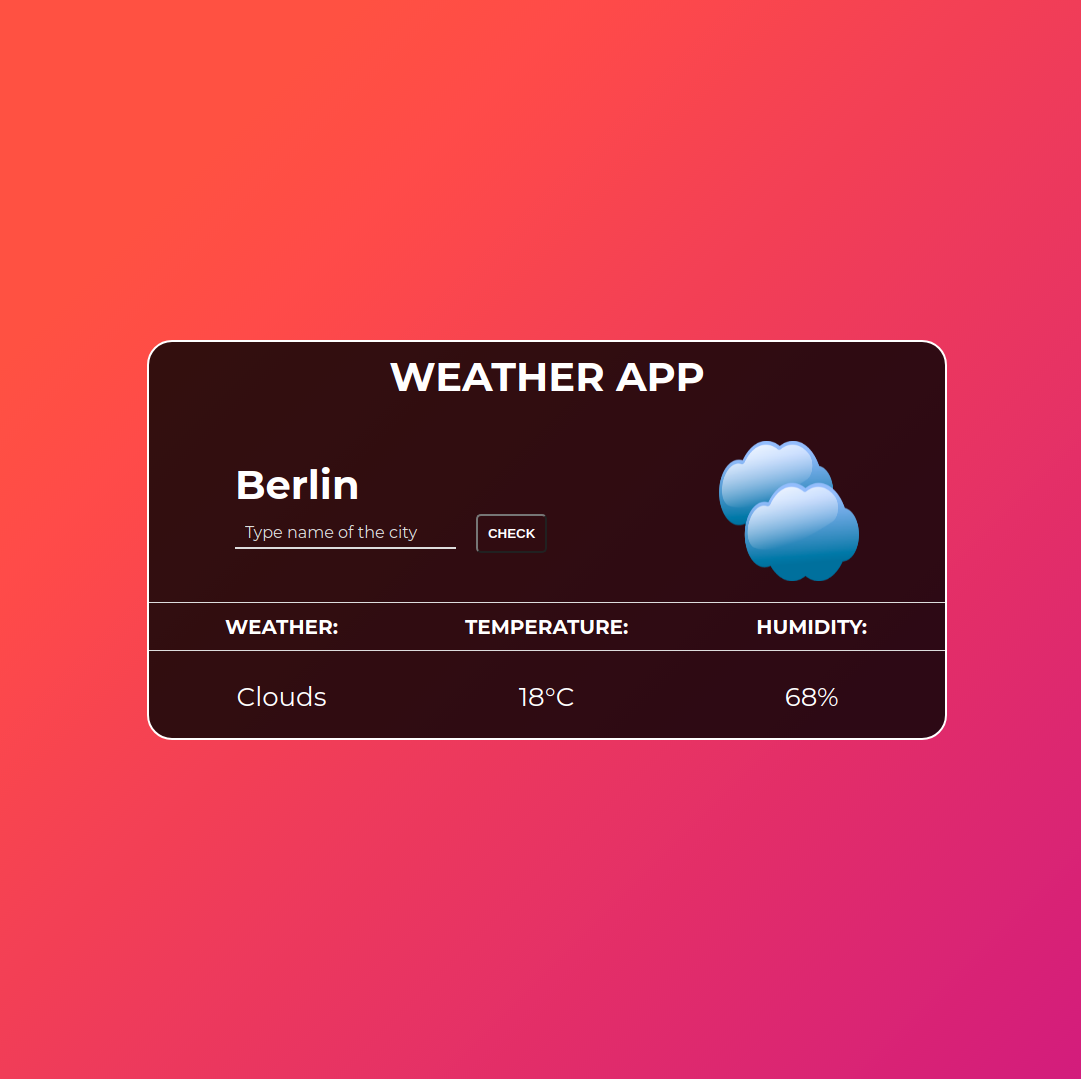 WEATHER APP
Berlin
Type name of the city
CHECK
WEATHER: TEMPERATURE: HUMIDITY:
Clouds 18°C 68%